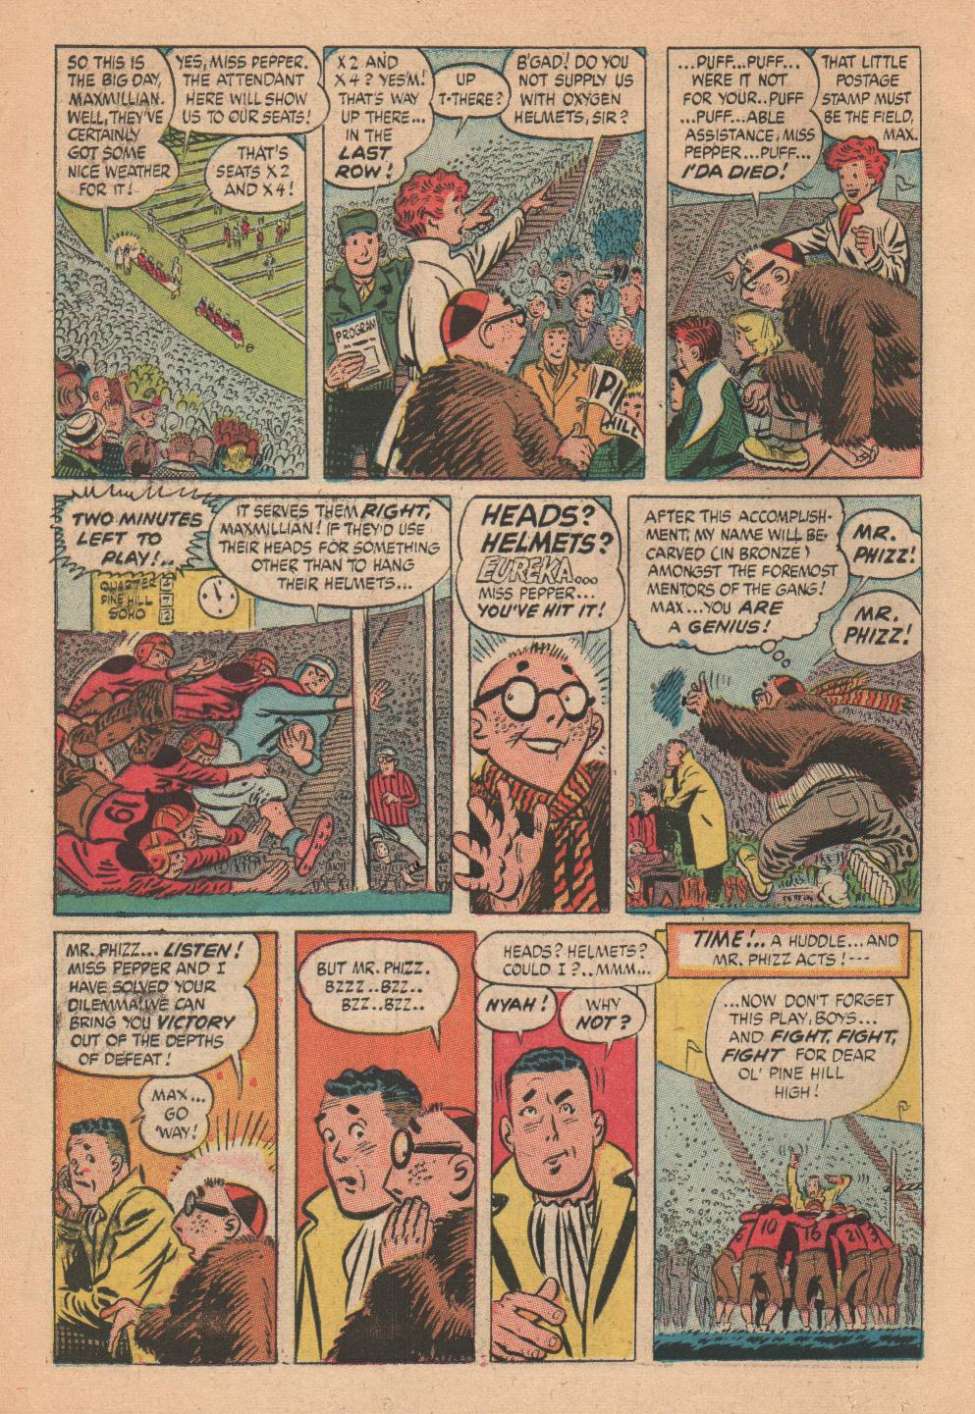 SO THIS IS
THE BIG DAY,
MAXMILLIAN.
WELL, THEY'VE
CERTAINLY
GOT SOME
NICE WEATHER
FOR IT!
YES, MISS PEPPER.
THE ATTENDANT
HERE WILL SHOW
US TO OUR SEATS!
THAT'S
SEATS X2
AND X4!
X2 AND
X4? YES'M!
THAT'S WAY
UP THERE...
IN THE
LAST
ROW!
UP
T-THERE?
B'GAD! DO YOU
NOT SUPPLY US
WITH OXYGEN
HELMETS, SIR?
PROGRAM
PI
HILL
...PUFF...PUFF...
WERE IT NOT
FOR YOUR..PUFF
...PUFF...ABLE
ASSISTANCE, MISS
PEPPER...PUFF...
I'DA DIED!
THAT LITTLE
POSTAGE
STAMP MUST
BE THE FIELD,
MAX.
TWO MINUTES
LEFT TO
PLAY!..
IT SERVES THEM RIGHT,
MAXMILLIAN! IF THEY'D USE
THEIR HEADS FOR SOMETHING
OTHER THAN TO HANG
THEIR HELMETS...
QUARTER
PINE HILL 7
SOHO 12
19
HEADS?
HELMETS?
EUREKA...
MISS PEPPER...
YOU'VE HIT IT!
AFTER THIS ACCOMPLISH-
MENT, MY NAME WILL BE
CARVED (IN BRONZE)
AMONGST THE FOREMOST
MENTORS OF THE GANG!
MAX...YOU ARE
A GENIUS!
MR.
PHIZZ!
MR.
PHIZZ!
MR. PHIZZ... LISTEN!
MISS PEPPER AND I
HAVE SOLVED YOUR
DILEMMA! WE CAN
BRING YOU VICTORY
OUT OF THE DEPTHS
OF DEFEAT!
MAX...
GO
'WAY!
BUT MR. PHIZZ.
BZZZ..BZZ..
BZZ..BZZ..
HEADS? HELMETS?
COULD I?..MMM...
NYAH!
WHY
NOT?
TIME!.. A HUDDLE...AND
MR. PHIZZ ACTS!---
...NOW DON'T FORGET
THIS PLAY, BOYS...
AND FIGHT, FIGHT,
FIGHT FOR DEAR
OL' PINE HILL
HIGH!
10 16 21 3